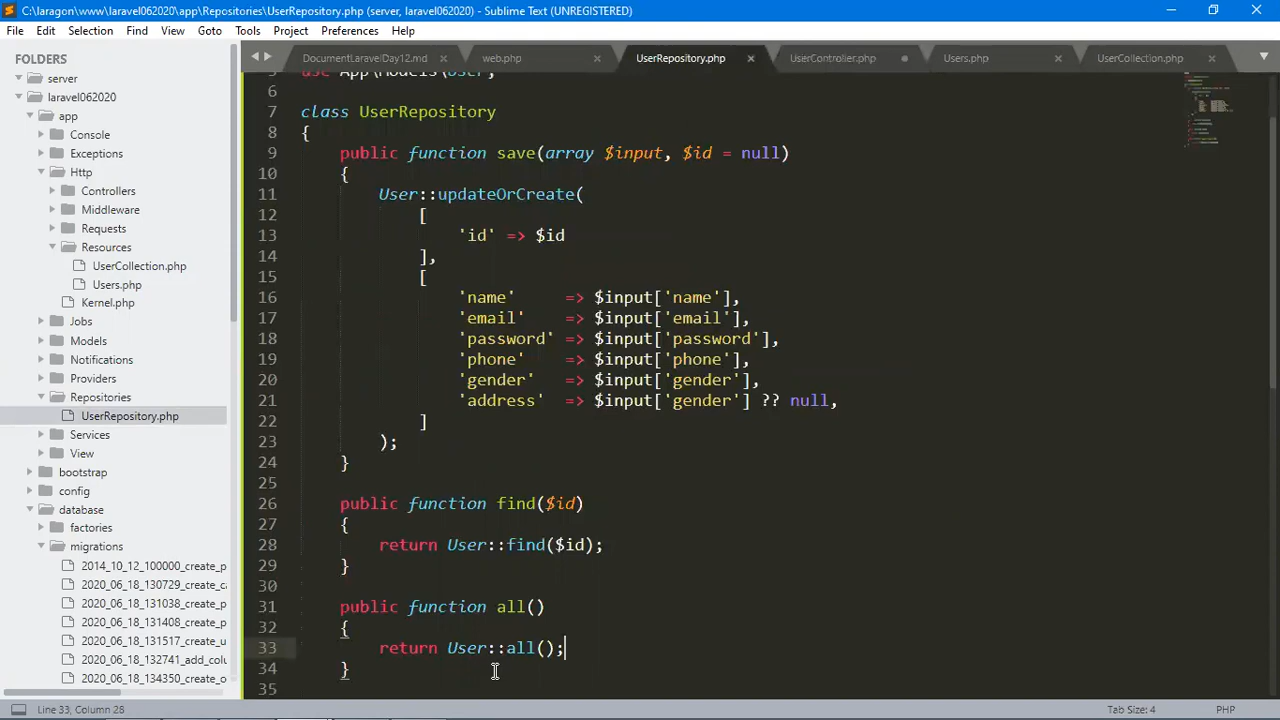 C:\laragon\www\laravel062020\app\Repositories\UserRepository.php (server, laravel062020) - Sublime Text (UNREGISTERED)
File Edit Selection Find View Goto Tools Project Preferences Help
FOLDERS
server
laravel062020
app
Console
Exceptions
Http
Controllers
Middleware
Requests
Resources
UserCollection.php
Users.php
Kernel.php
Jobs
Models
Notifications
Providers
Repositories
UserRepository.php
Services
View
bootstrap
config
database
factories
migrations
2014_10_12_100000_create_p
2020_06_18_130729_create_ca
2020_06_18_131038_create_p
2020_06_18_131408_create_p
2020_06_18_131517_create_u
2020_06_18_132741_add_colu
2020_06_18_134350_create_o
DocumentLaravelDay12.md
web.php
UserRepository.php
UserController.php
Users.php
UserCollection.php
use App\Models\User;
6
7 class UserRepository
8 {
9 public function save(array $input, $id = null)
10 {
11 User::updateOrCreate(
12 [
13 'id' => $id
14 ],
15 [
16 'name' => $input['name'],
17 'email' => $input['email'],
18 'password' => $input['password'],
19 'phone' => $input['phone'],
20 'gender' => $input['gender'],
21 'address' => $input['gender'] ?? null,
22 ]
23 );
24 }
25
26 public function find($id)
27 {
28 return User::find($id);
29 }
30
31 public function all()
32 {
33 return User::all();
34 }
35
Line 33, Column 28
Tab Size: 4
PHP